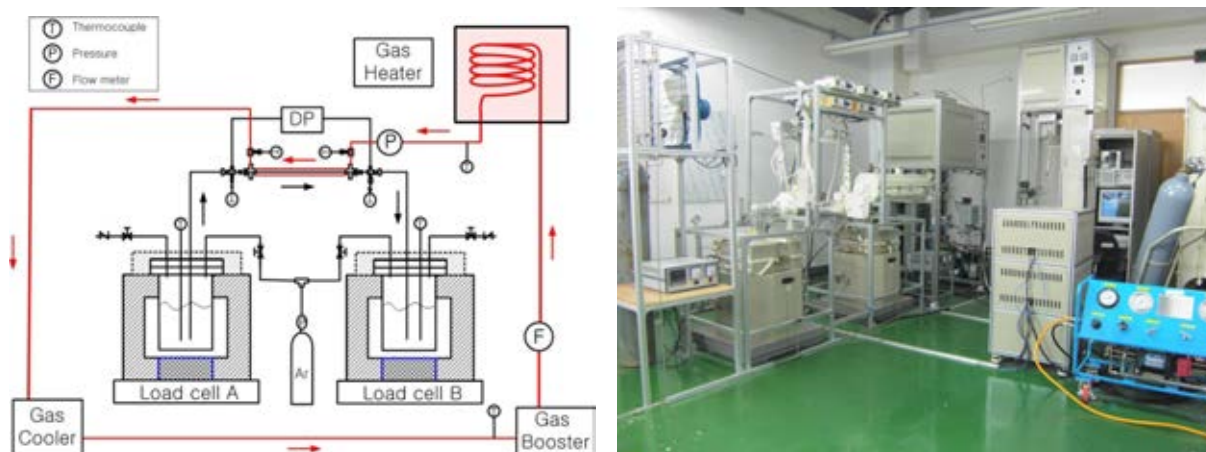 T Thermocouple
P Pressure
F Flow meter
Gas
Heater
DP
P
T
T
T
F
Ar
Load cell A
Load cell B
Gas
Cooler
T
Gas
Booster